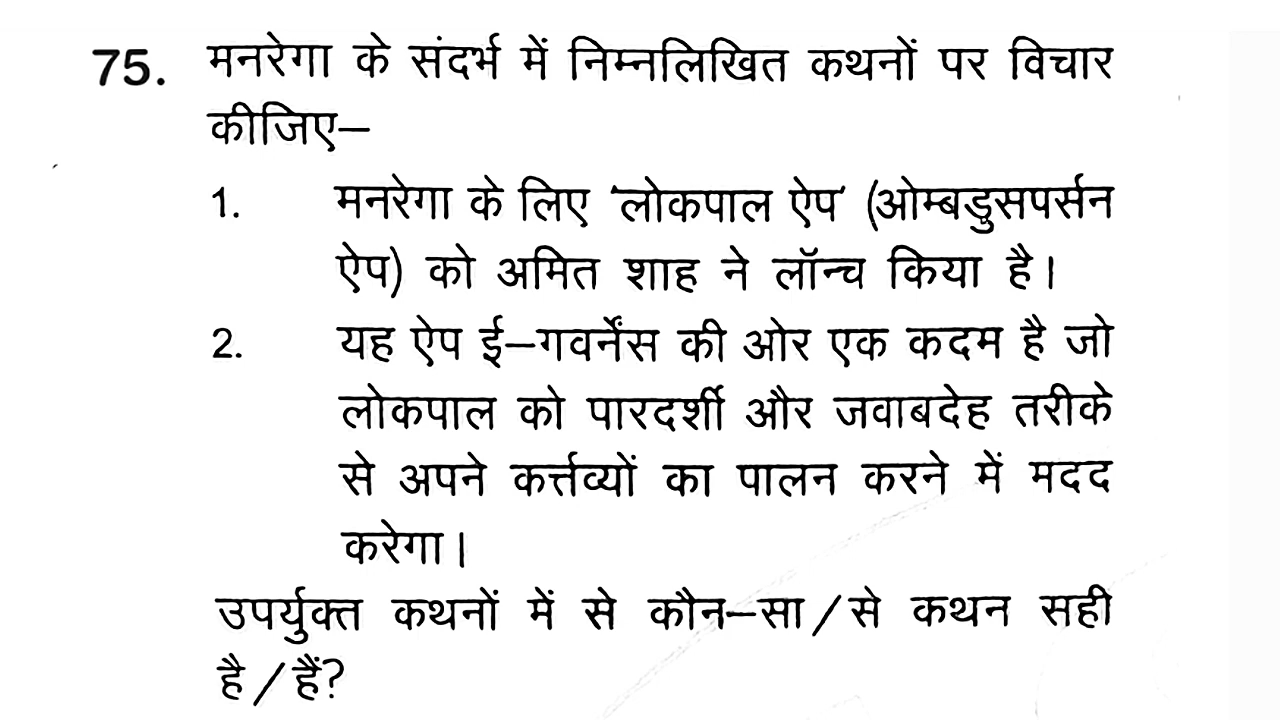 75. मनरेगा के संदर्भ में निम्नलिखित कथनों पर विचार
कीजिए–
1. मनरेगा के लिए 'लोकपाल ऐप' (ओम्बडुसपर्सन
ऐप) को अमित शाह ने लॉन्च किया है।
2. यह ऐप ई–गवर्नेंस की ओर एक कदम है जो
लोकपाल को पारदर्शी और जवाबदेह तरीके
से अपने कर्त्तव्यों का पालन करने में मदद
करेगा।
उपर्युक्त कथनों में से कौन–सा/से कथन सही
है/हैं?